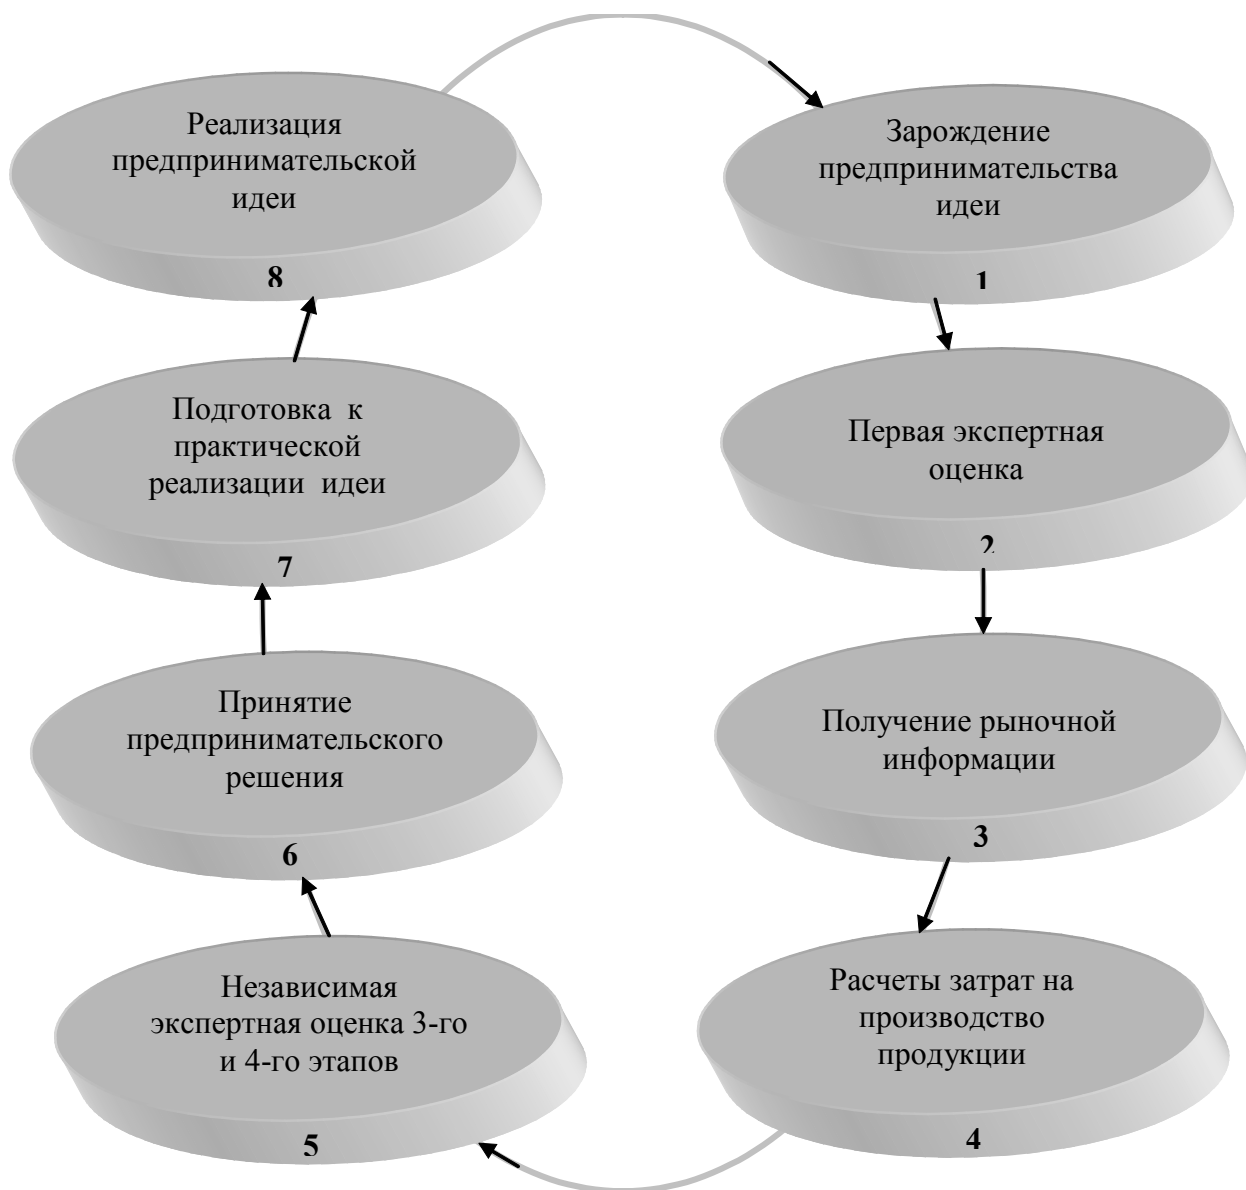 Зарождение
предпринимательства
идеи
1
Первая экспертная
оценка
2
Получение рыночной
информации
3
Расчеты затрат на
производство
продукции
4
Независимая
экспертная оценка 3-го
и 4-го этапов
5
Принятие
предпринимательского
решения
6
Подготовка к
практической
реализации идеи
7
Реализация
предпринимательской
идеи
8